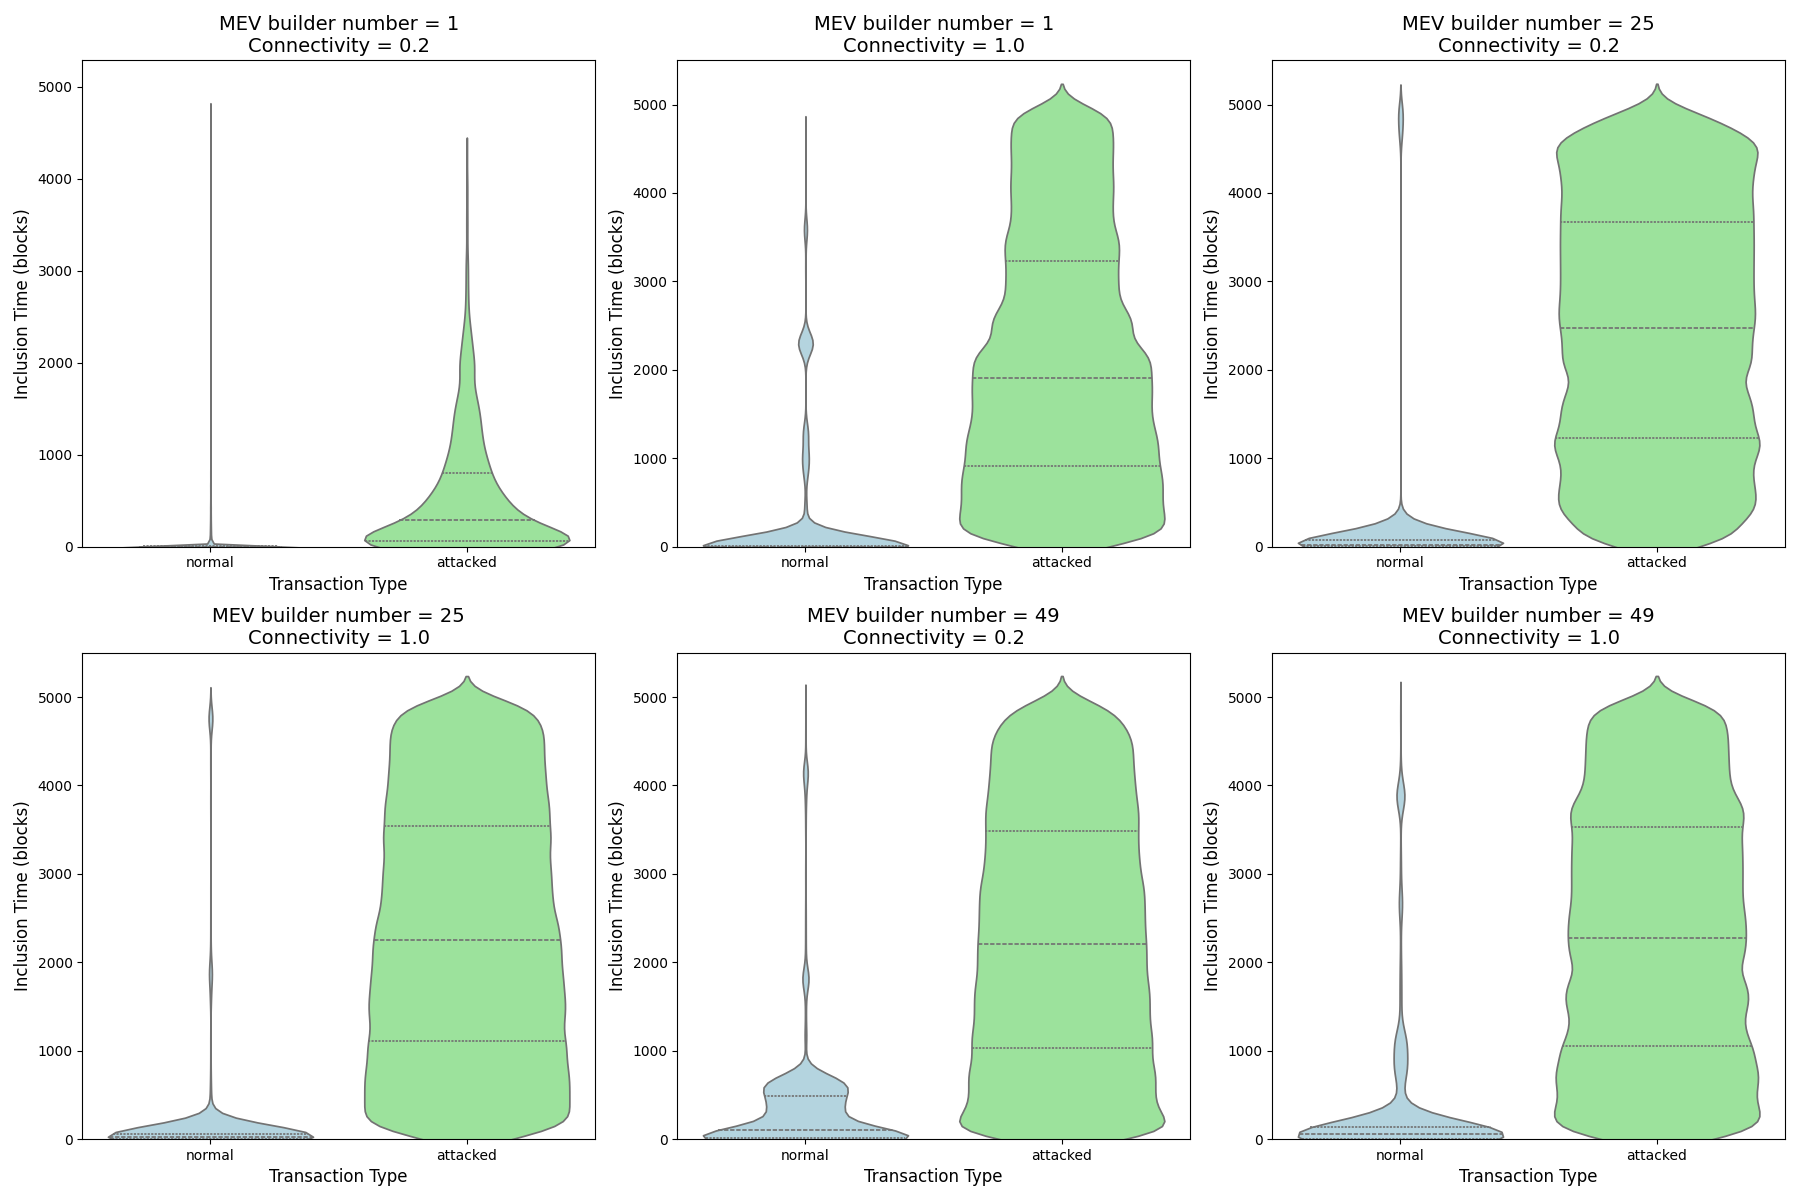 MEV builder number = 1
Connectivity = 0.2
Inclusion Time (blocks)
5000
4000
3000
2000
1000
0
normal
attacked
Transaction Type
MEV builder number = 1
Connectivity = 1.0
Inclusion Time (blocks)
5000
4000
3000
2000
1000
0
normal
attacked
Transaction Type
MEV builder number = 25
Connectivity = 0.2
Inclusion Time (blocks)
5000
4000
3000
2000
1000
0
normal
attacked
Transaction Type
MEV builder number = 25
Connectivity = 1.0
Inclusion Time (blocks)
5000
4000
3000
2000
1000
0
normal
attacked
Transaction Type
MEV builder number = 49
Connectivity = 0.2
Inclusion Time (blocks)
5000
4000
3000
2000
1000
0
normal
attacked
Transaction Type
MEV builder number = 49
Connectivity = 1.0
Inclusion Time (blocks)
5000
4000
3000
2000
1000
0
normal
attacked
Transaction Type